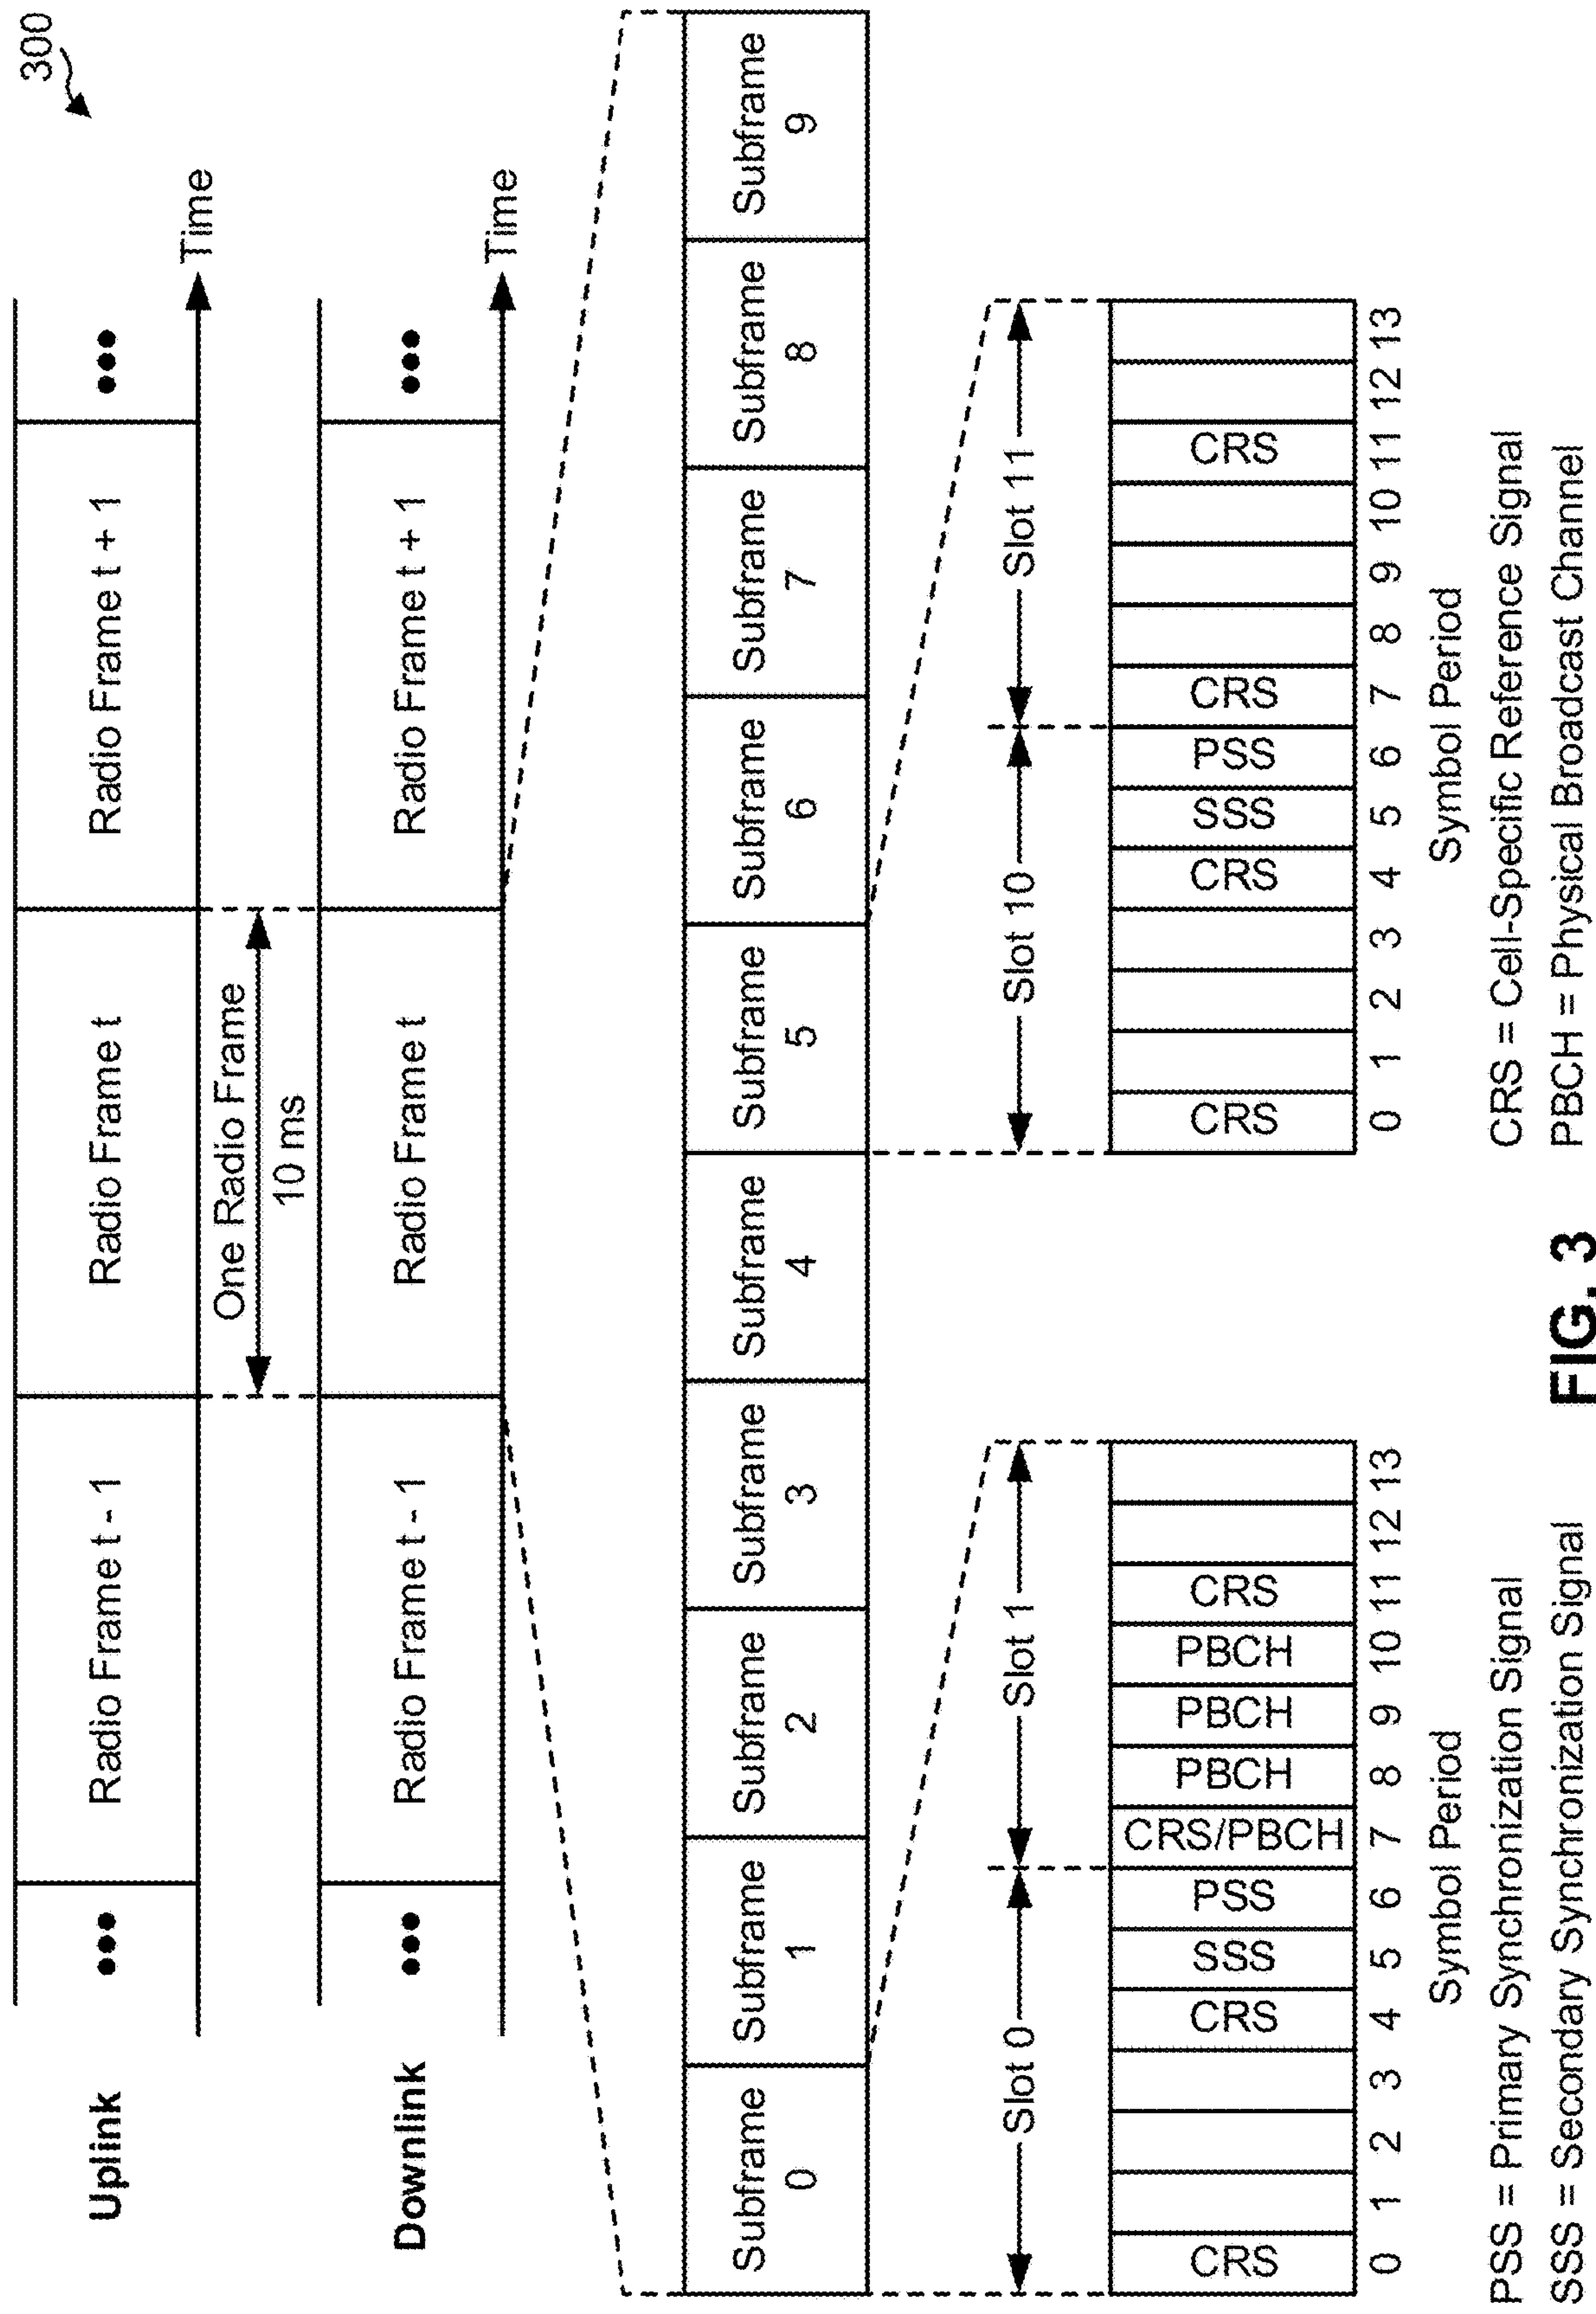 300
Uplink
••• Radio Frame t - 1 Radio Frame t Radio Frame t + 1 •••
Time
One Radio Frame
10 ms
Downlink
••• Radio Frame t - 1 Radio Frame t Radio Frame t + 1 •••
Time
Subframe Subframe Subframe Subframe Subframe Subframe Subframe Subframe Subframe Subframe
0 1 2 3 4 5 6 7 8 9
Slot 0 Slot 1 Slot 10 Slot 11
CRS CRS SSS PSS CRS/PBCH PBCH PBCH PBCH CRS
CRS CRS SSS PSS CRS CRS
0 1 2 3 4 5 6 7 8 9 10 11 12 13
0 1 2 3 4 5 6 7 8 9 10 11 12 13
Symbol Period
Symbol Period
PSS = Primary Synchronization Signal
SSS = Secondary Synchronization Signal
CRS = Cell-Specific Reference Signal
PBCH = Physical Broadcast Channel
FIG. 3